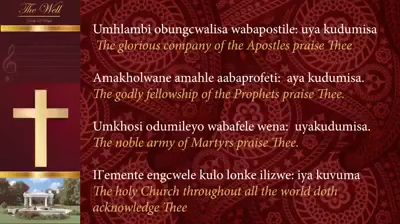 The Well
Umhlambi obungcwalisa wabapostile: uya kudumisa
The glorious company of the Apostles praise Thee
Amakholwane amahle aabaprofeti: aya kudumisa.
The godly fellowship of the Prophets praise Thee.
Umkhosi odumileyo wabafele wena: uyakudumisa.
The noble army of Martyrs praise Thee.
II'emente engcwele kulo lonke ilizwe: iya kuvuma
The holy Church throughout all the world doth
acknowledge Thee